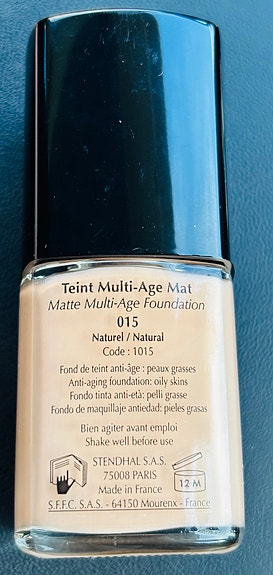 Teint Multi-Age Mat
Matte Multi-Age Foundation
015
Naturel / Natural
Code : 1015
Fond de teint anti-âge : peaux grasses
Anti-aging foundation: oily skins
Fondo tinta anti-età: pelli grasse
Fondo de maquillaje antiedad: pieles grasas
Bien agiter avant emploi
Shake well before use
STENDHAL S.A.S.
75008 PARIS
Made in France
12 M
S.F.F.C. S.A.S. - 64150 Mourenx - France